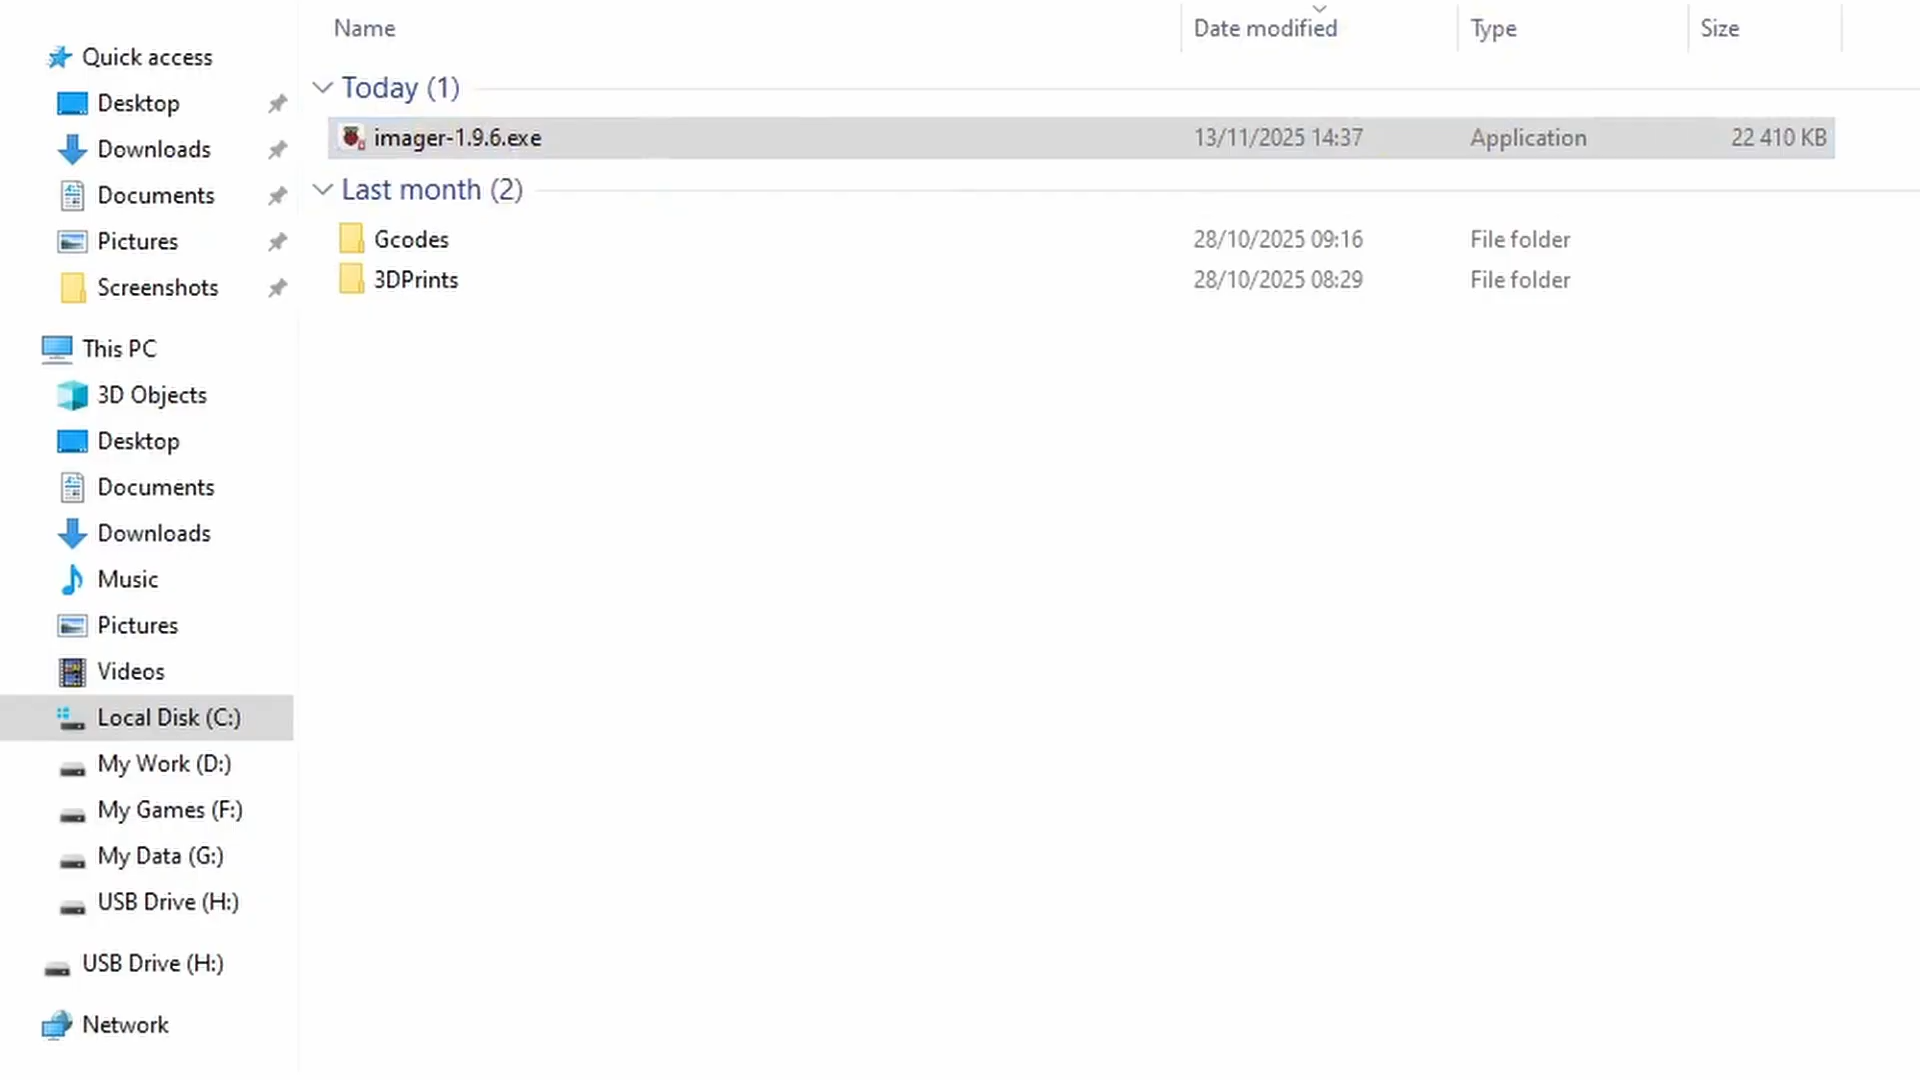 Name Date modified Type Size
Quick access
Desktop
Downloads
Documents
Pictures
Screenshots
This PC
3D Objects
Desktop
Documents
Downloads
Music
Pictures
Videos
Local Disk (C:)
My Work (D:)
My Games (F:)
My Data (G:)
USB Drive (H:)
USB Drive (H:)
Network
Today (1)
imager-1.9.6.exe 13/11/2025 14:37 Application 22 410 KB
Last month (2)
Gcodes 28/10/2025 09:16 File folder
3DPrints 28/10/2025 08:29 File folder